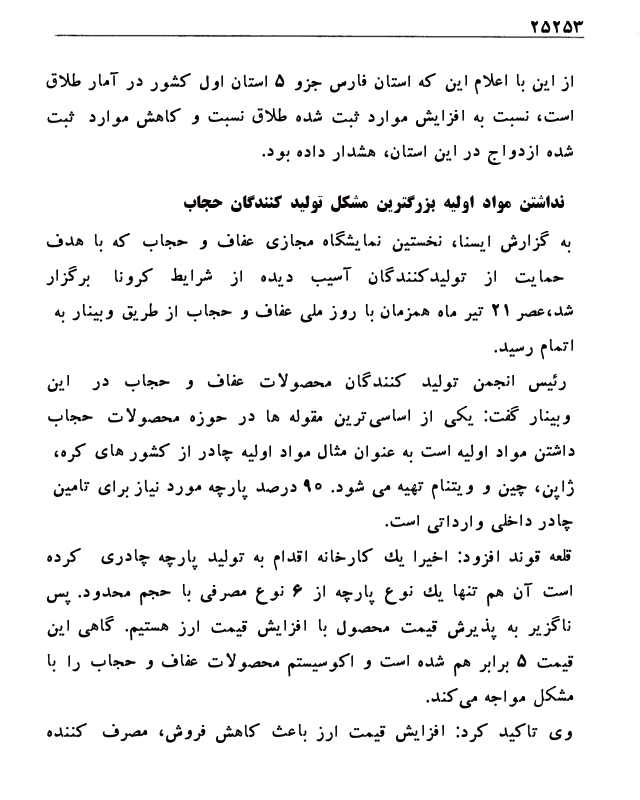 ۲۵۲۵۳
از این با اعلام این که استان فارس جزو ۵ استان اول کشور در آمار طلاق
است، نسبت به افزایش موارد ثبت شده طلاق نسبت و کاهش موارد ثبت
شده ازدواج در این استان، هشدار داده بود.
نداشتن مواد اولیه بزرگترین مشکل تولید کنندگان حجاب
به گزارش ایسنا، نخستین نمایشگاه مجازی عفاف و حجاب که با هدف
حمایت از تولیدکنندگان آسیب دیده از شرایط کرونا برگزار
شد،عصر ۲۱ تیر ماه همزمان با روز ملی عفاف و حجاب از طریق وبینار به
اتمام رسید.
رئیس انجمن تولید کنندگان محصولات عفاف و حجاب در این
وبینار گفت: یکی از اساسی‌ترین مقوله ها در حوزه محصولات حجاب
داشتن مواد اولیه است به عنوان مثال مواد اولیه چادر از کشور های کره،
ژاپن، چین و ویتنام تهیه می شود. ۹۰ درصد پارچه مورد نیاز برای تامین
چادر داخلی وارداتی است.
قلعه قوند افزود: اخیرا یك کارخانه اقدام به تولید پارچه چادری کرده
است آن هم تنها یك نوع پارچه از ۶ نوع مصرفی با حجم محدود. پس
ناگزیر به پذیرش قیمت محصول با افزایش قیمت ارز هستیم. گاهی این
قیمت ۵ برابر هم شده است و اکوسیستم محصولات عفاف و حجاب را با
مشکل مواجه می‌کند.
وی تاکید کرد: افزایش قیمت ارز باعث کاهش فروش، مصرف کننده